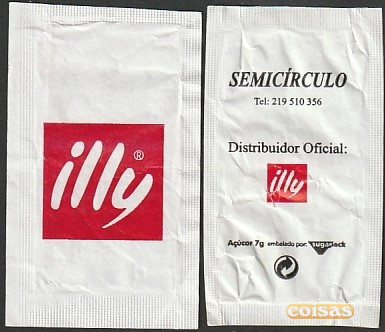 illy®
SEMICÍRCULO
Tel: 219 510 356
Distribuidor Oficial:
illy
Açúcar 7g embalado por: sugarpack
coisas